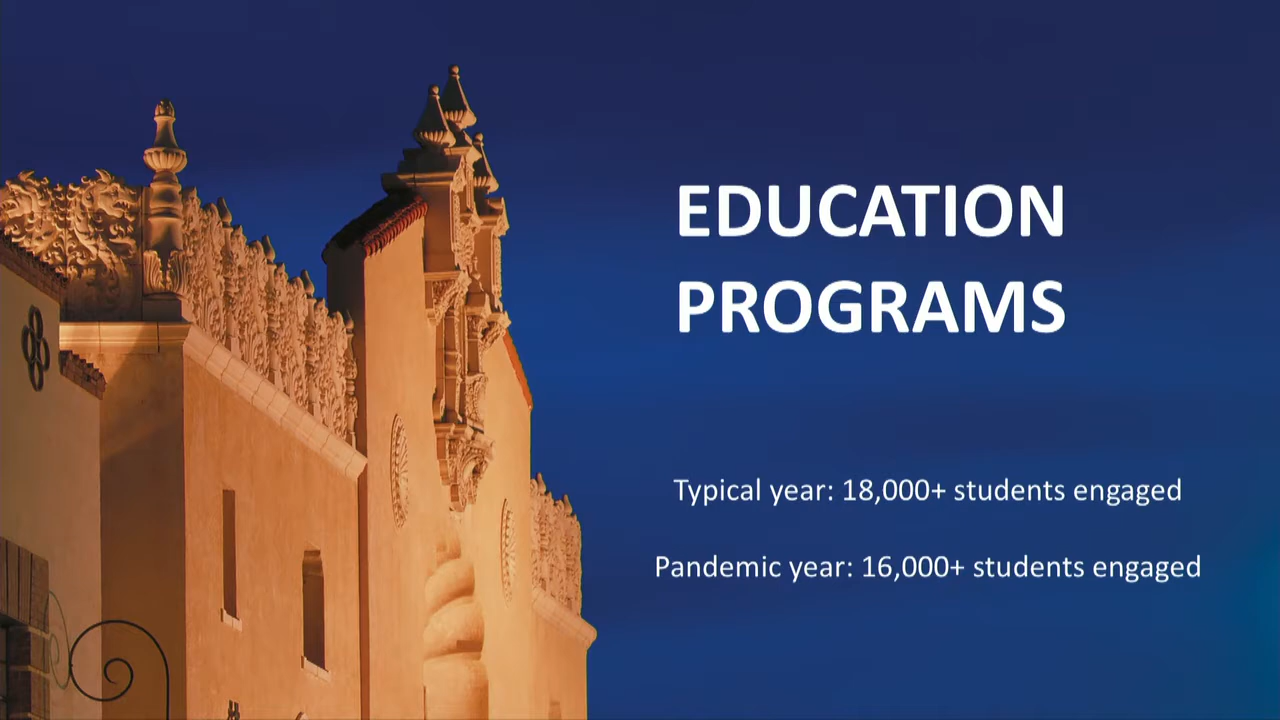 EDUCATION
PROGRAMS
Typical year: 18,000+ students engaged
Pandemic year: 16,000+ students engaged